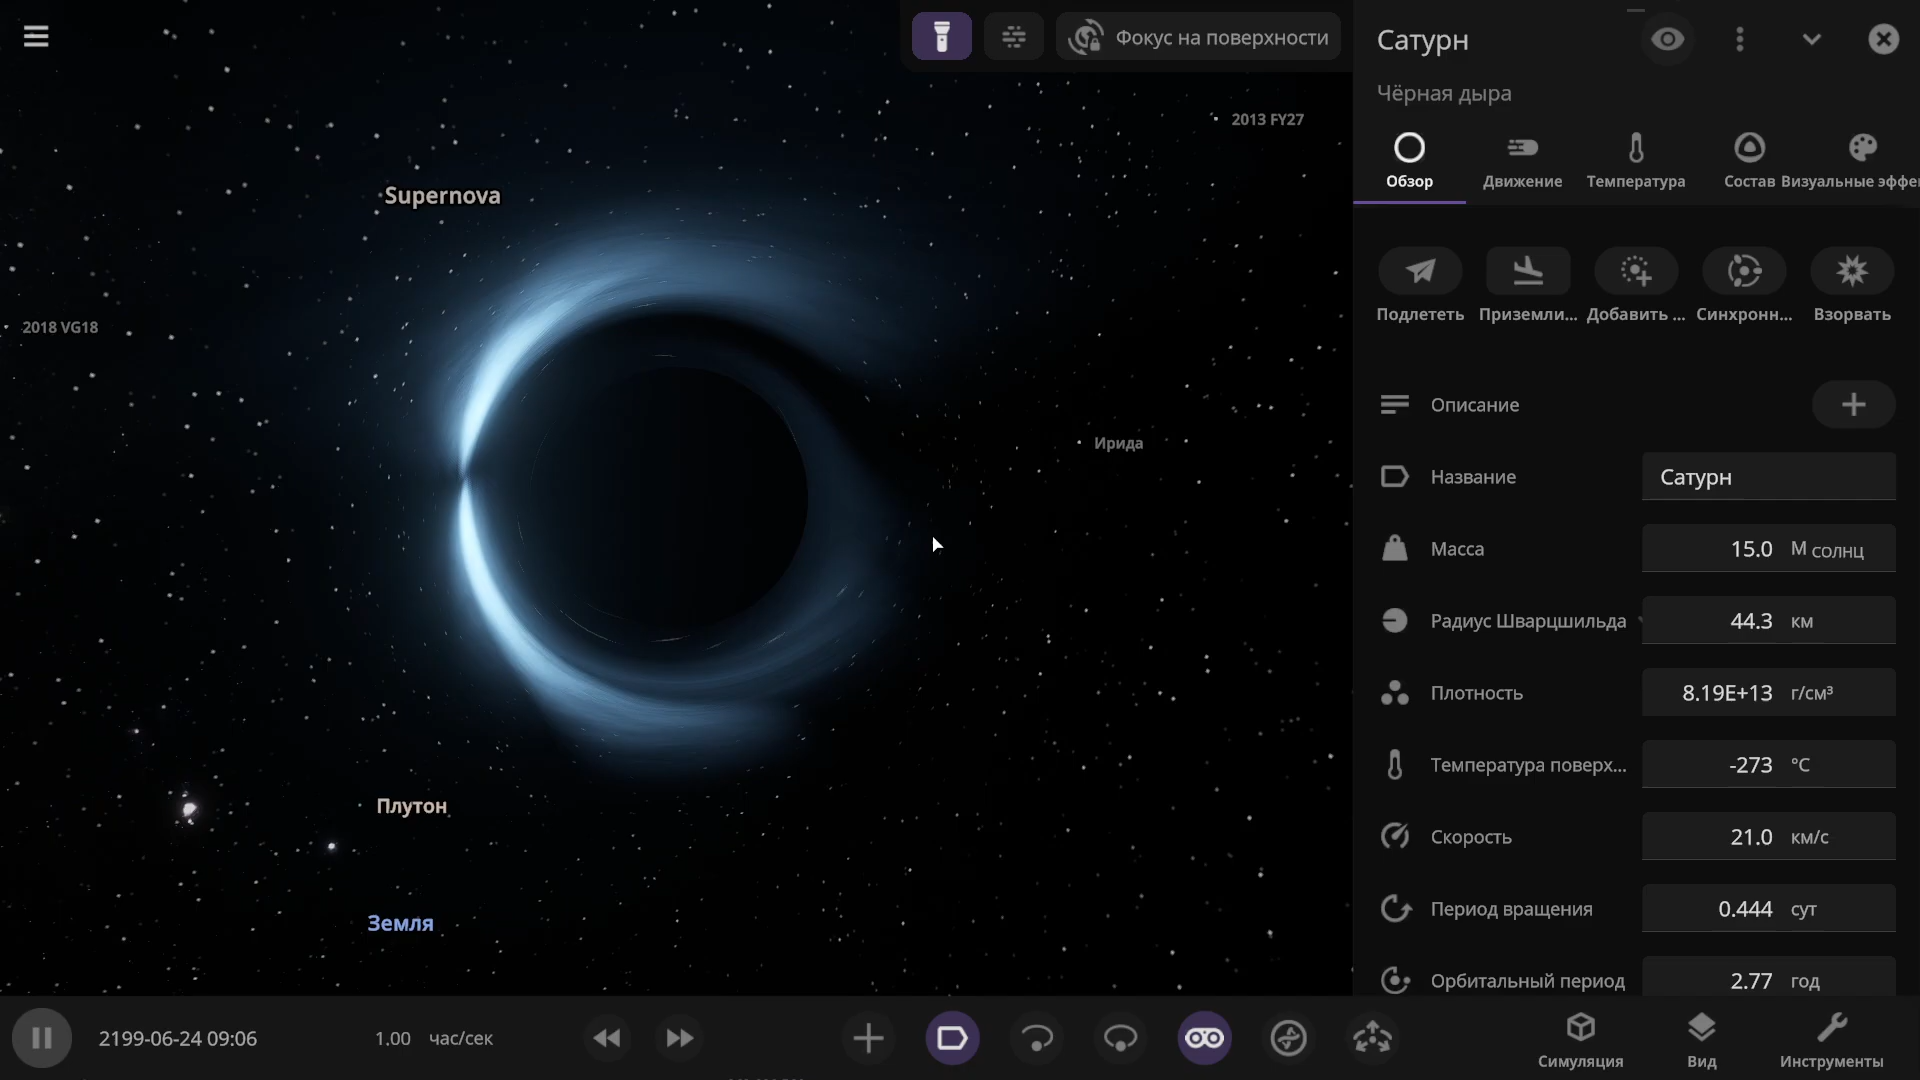 Фокус на поверхности
Сатурн
Чёрная дыра
Обзор
Движение
Температура
Состав
Визуальные эффе
2013 FY27
Supernova
2018 VG18
Ирида
Плутон
Земля
Подлететь
Приземли...
Добавить ...
Синхронн...
Взорвать
Описание
Название
Сатурн
Масса
15.0 М солнц
Радиус Шварцшильда
44.3 км
Плотность
8.19E+13 г/см³
Температура поверх...
-273 °C
Скорость
21.0 км/с
Период вращения
0.444 сут
Орбитальный период
2.77 год
2199-06-24 09:06
1.00 час/сек
Симуляция
Вид
Инструменты